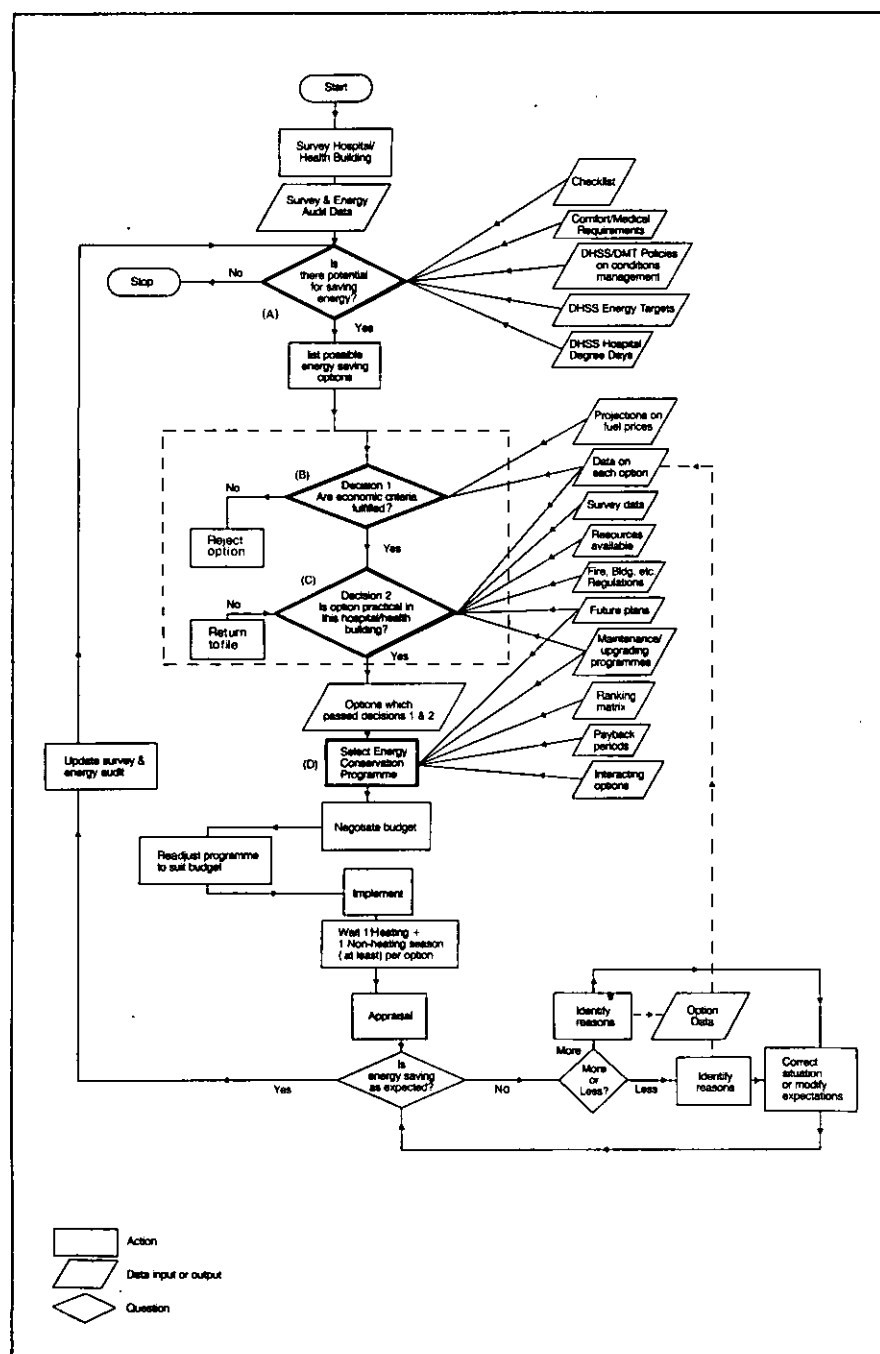 Start
Survey Hospital/
Health Building
Survey & Energy
Audit Data
Checklist
Comfort/Medical
Requirements
DHSS/DMT Policies
on conditions
management
DHSS Energy Targets
DHSS Hospital
Degree Days
Is
there potential
for saving
energy?
No
Stop
(A)
Yes
list possible
energy saving
options
Projections on
fuel prices
Data on
each option
Survey data
Resources
available
Fire, Bldg. etc.
Regulations
Future plans
Maintenance/
upgrading
programmes
Ranking
matrix
Payback
periods
Interacting
options
(B)
Decision 1
Are economic criteria
fulfilled?
No
Reject
option
Yes
(C)
Decision 2
Is option practical in
this hospital/health
building?
No
Return
to file
Yes
Options which
passed decisions 1 & 2
(D)
Select Energy
Conservation
Programme
Update survey &
energy audit
Negotiate budget
Readjust programme
to suit budget
Implement
Wait 1 Heating +
1 Non-heating season
(at least) per option
Appraisal
Is
energy saving
as expected?
Yes
No
More
or
Less?
More
Less
Identify
reasons
Option
Data
Identify
reasons
Correct
situation
or modify
expectations
Action
Data input or output
Question